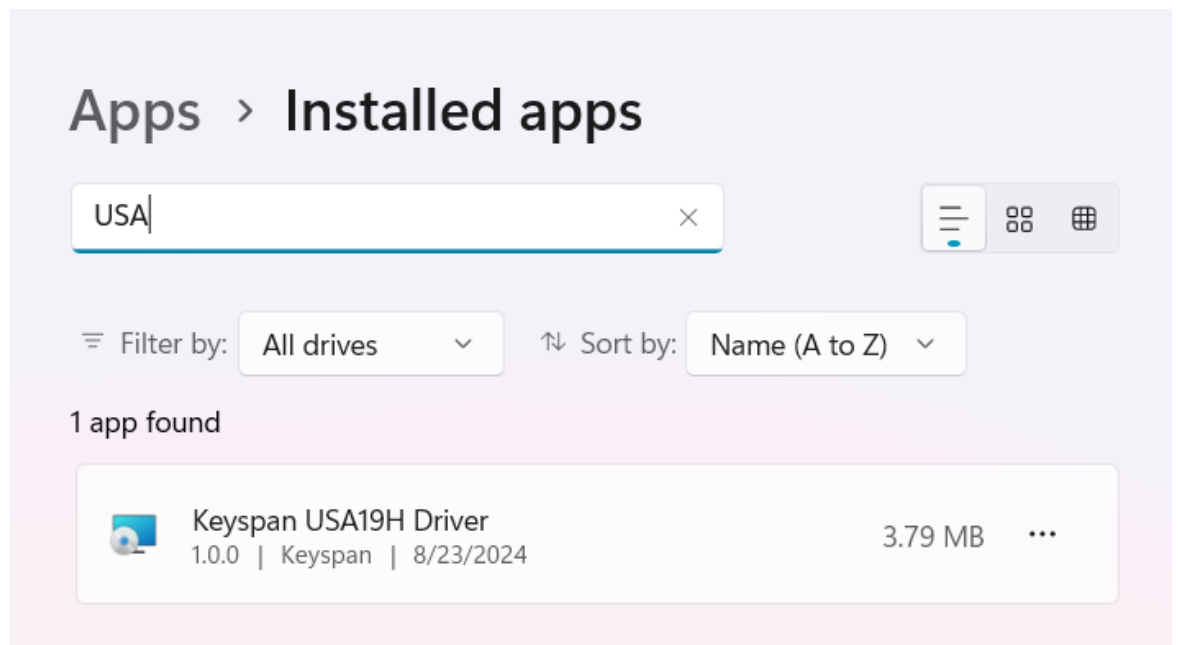 Apps > Installed apps
USA
Filter by: All drives Sort by: Name (A to Z)
1 app found
Keyspan USA19H Driver
1.0.0 | Keyspan | 8/23/2024
3.79 MB